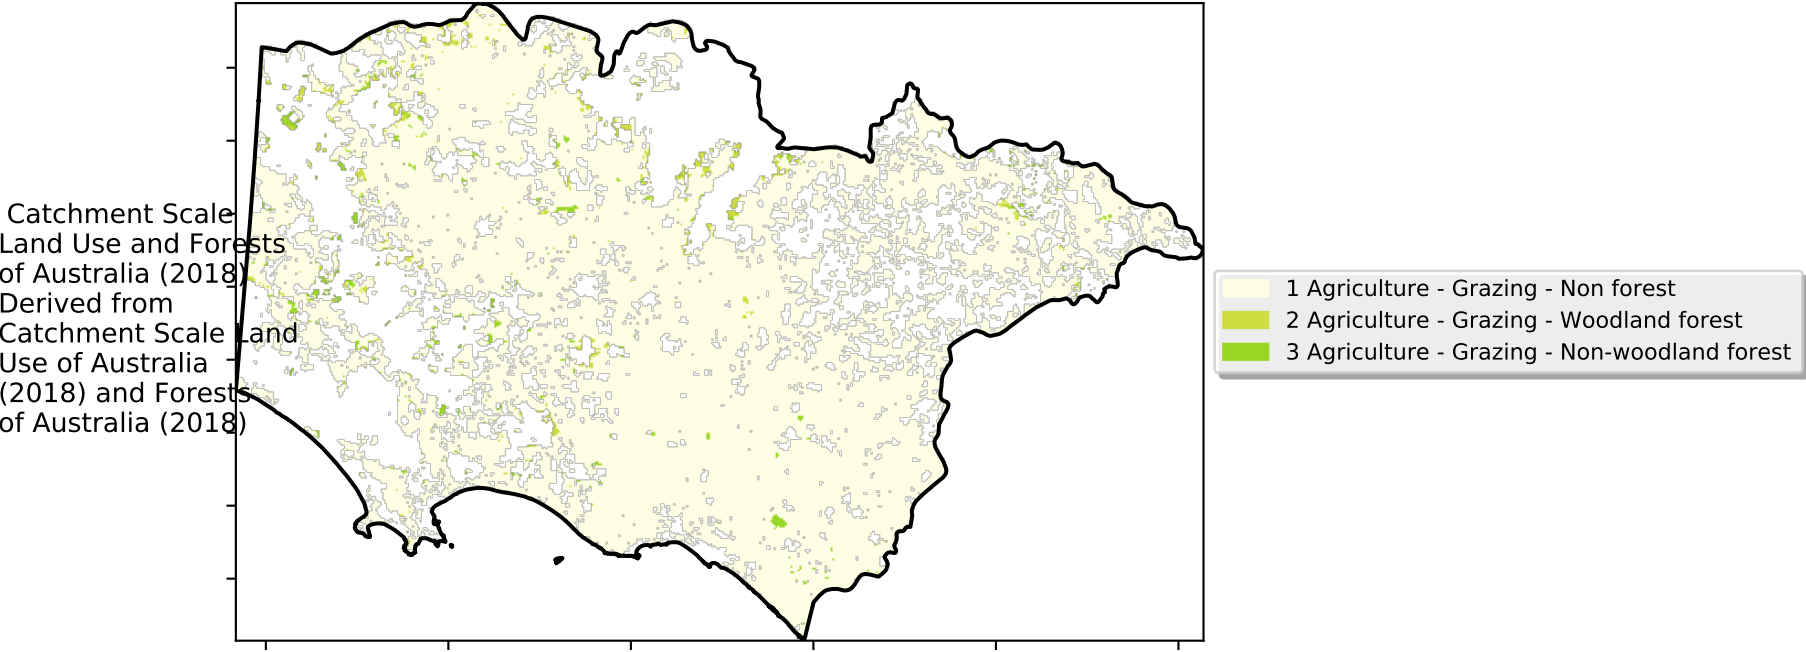 Catchment Scale
Land Use and Forests
of Australia (2018)
Derived from
Catchment Scale Land
Use of Australia
(2018) and Forests
of Australia (2018)
1 Agriculture - Grazing - Non forest
2 Agriculture - Grazing - Woodland forest
3 Agriculture - Grazing - Non-woodland forest